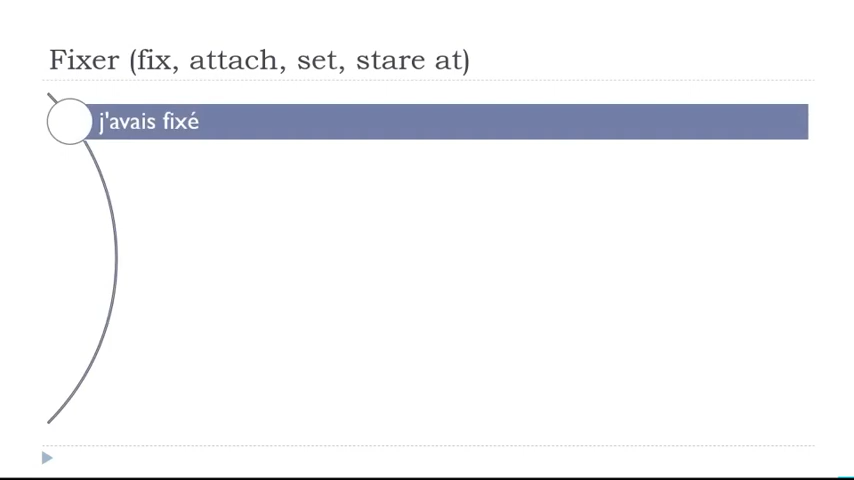 Fixer (fix, attach, set, stare at)
j'avais fixé